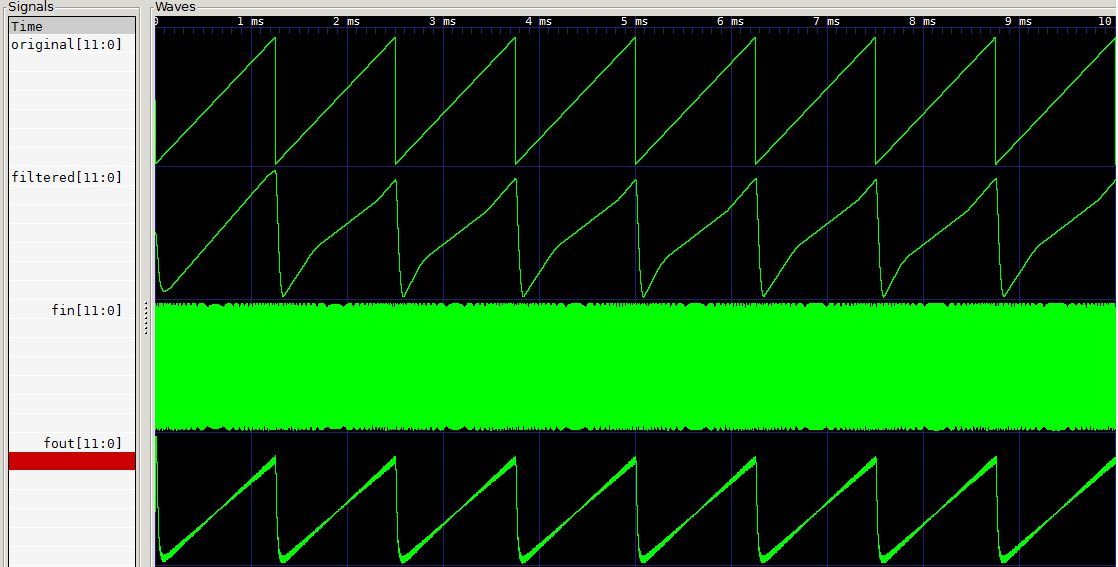 Signals
Waves
Time
0 1 ms 2 ms 3 ms 4 ms 5 ms 6 ms 7 ms 8 ms 9 ms 10
original[11:0]
filtered[11:0]
fin[11:0]
fout[11:0]